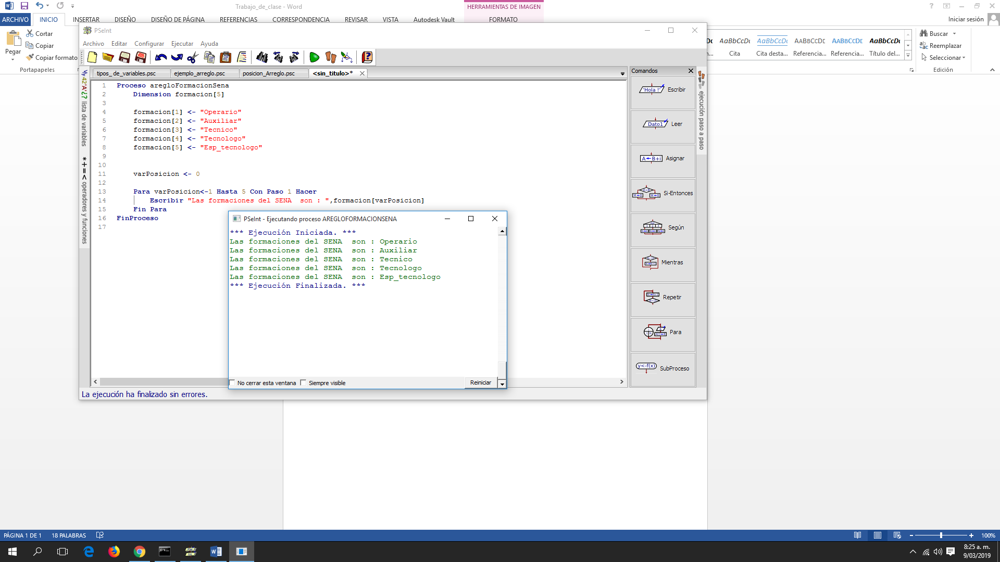 Trabajo_de_clase - Word
HERRAMIENTAS DE IMAGEN
ARCHIVO INICIO INSERTAR DISEÑO DISEÑO DE PÁGINA REFERENCIAS CORRESPONDENCIA REVISAR VISTA Autodesk Vault FORMATO
Iniciar sesión
Pegar
Cortar
Copiar
Copiar formato
Portapapeles
AaBbCcDc AaBbCcDc AABBCCDE AABBCCDE AaBbCcDc
Cita Cita desta... Referencia... Referencia... Título del...
Buscar
Reemplazar
Seleccionar
Edición
PSeInt
Archivo Editar Configurar Ejecutar Ayuda
tipos_ de_variables.psc ejemplo_arreglo.psc posicion_Arreglo.psc <sin_titulo>*
lista de variables
*+=< operadores y funciones
1 Proceso aregloFormacionSena
2 Dimension formacion[5]
3
4 formacion[1] <- "Operario"
5 formacion[2] <- "Auxiliar"
6 formacion[3] <- "Tecnico"
7 formacion[4] <- "Tecnologo"
8 formacion[5] <- "Esp_tecnologo"
9
10
11 varPosicion <- 0
12
13 Para varPosicion<-1 Hasta 5 Con Paso 1 Hacer
14 Escribir "Las formaciones del SENA  son : ",formacion[varPosicion]
15 Fin Para
16 FinProceso
17
PSeInt - Ejecutando proceso AREGLOFORMACIONSENA
*** Ejecución Iniciada. ***
Las formaciones del SENA  son : Operario
Las formaciones del SENA  son : Auxiliar
Las formaciones del SENA  son : Tecnico
Las formaciones del SENA  son : Tecnologo
Las formaciones del SENA  son : Esp_tecnologo
*** Ejecución Finalizada. ***
No cerrar esta ventana Siempre visible Reiniciar
Comandos
'Hola !' Escribir
Dato1 Leer
A←B+i Asignar
Si-Entonces
Según
Mientras
Repetir
Para
y<-f(x) SubProceso
ejecución paso a paso
La ejecución ha finalizado sin errores.
PÁGINA 1 DE 1 18 PALABRAS
100%
8:25 a. m.
9/03/2019